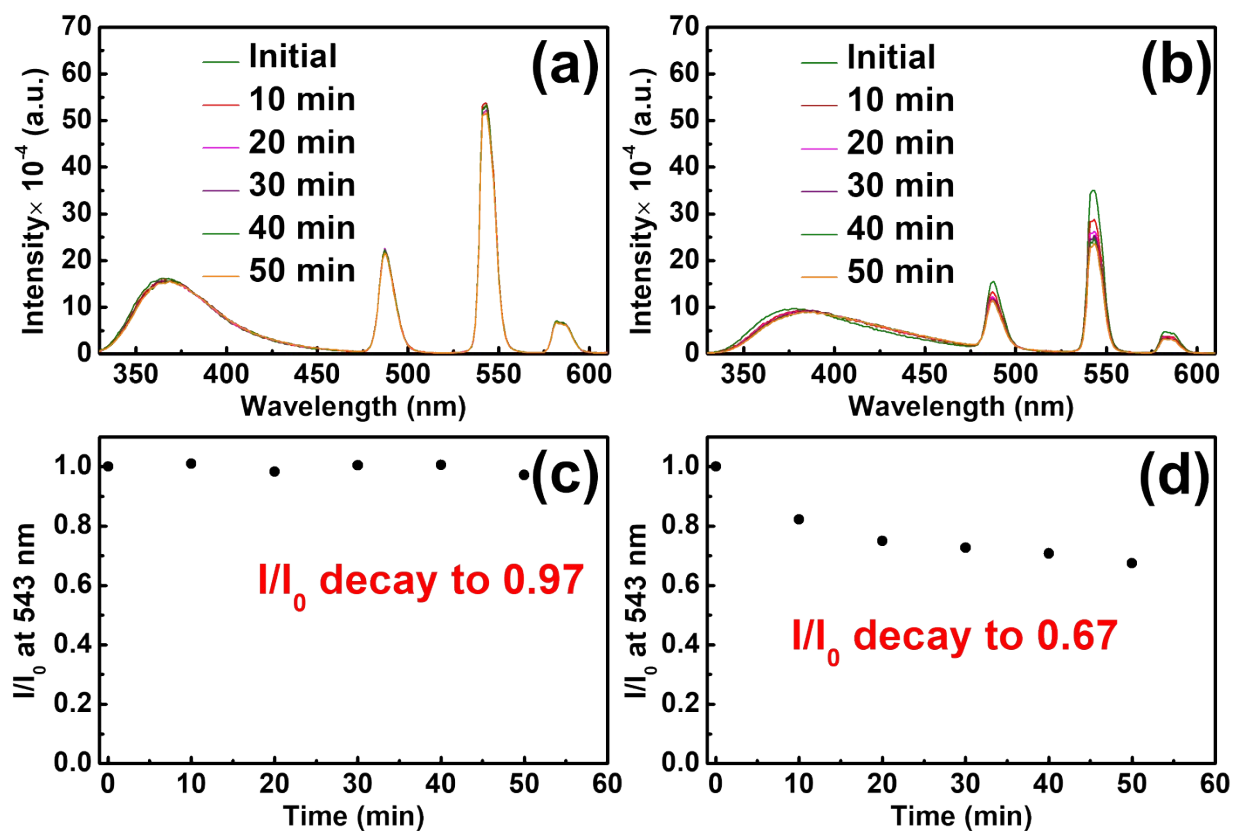 70
60
50
40
30
20
10
0
Intensity× 10⁻⁴ (a.u.)
Initial
10 min
20 min
30 min
40 min
50 min
(a)
350 400 450 500 550 600
Wavelength (nm)
70
60
50
40
30
20
10
0
Intensity× 10⁻⁴ (a.u.)
Initial
10 min
20 min
30 min
40 min
50 min
(b)
350 400 450 500 550 600
Wavelength (nm)
1.0
0.8
0.6
0.4
0.2
0.0
I/I₀ at 543 nm
(c)
I/I₀ decay to 0.97
0 10 20 30 40 50 60
Time (min)
1.0
0.8
0.6
0.4
0.2
0.0
I/I₀ at 543 nm
(d)
I/I₀ decay to 0.67
0 10 20 30 40 50 60
Time (min)